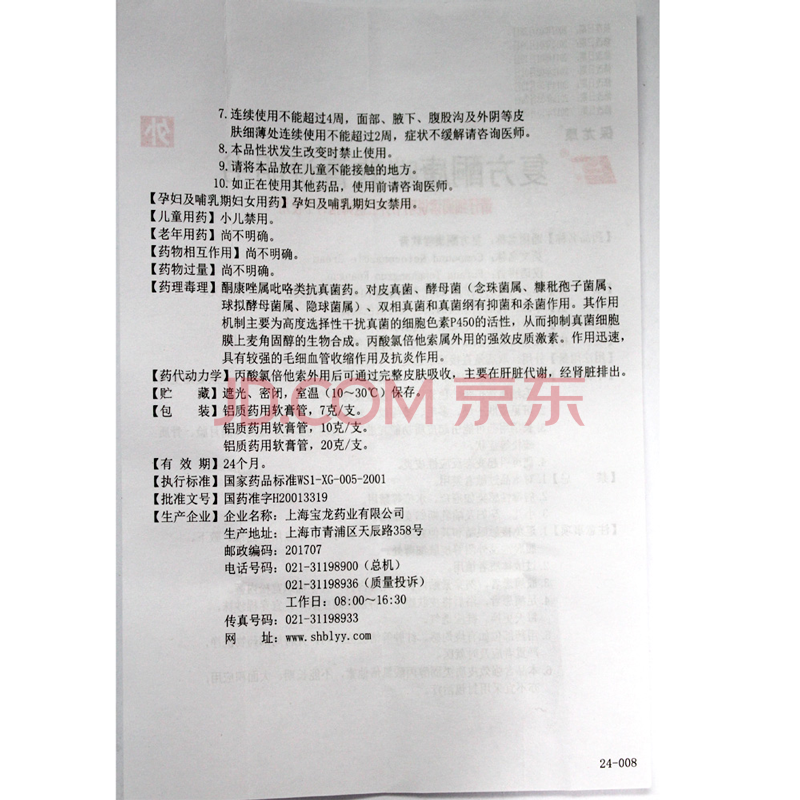 7.连续使用不能超过4周，面部、腋下、腹股沟及外阴等皮
肤细薄处连续使用不能超过2周，症状不缓解请咨询医师。
8.本品性状发生改变时禁止使用。
9.请将本品放在儿童不能接触的地方。
10.如正在使用其他药品，使用前请咨询医师。
【孕妇及哺乳期妇女用药】孕妇及哺乳期妇女禁用。
【儿童用药】小儿禁用。
【老年用药】尚不明确。
【药物相互作用】尚不明确。
【药物过量】尚不明确。
【药理毒理】酮康唑属吡咯类抗真菌药。对皮真菌、酵母菌（念珠菌属、糠秕孢子菌属、
球拟酵母菌属、隐球菌属）、双相真菌和真菌纲有抑菌和杀菌作用。其作用
机制主要为高度选择性干扰真菌的细胞色素P450的活性，从而抑制真菌细胞
膜上麦角固醇的生物合成。丙酸氯倍他索属外用的强效皮质激素。作用迅速，
具有较强的毛细血管收缩作用及抗炎作用。
【药代动力学】丙酸氯倍他索外用后可通过完整皮肤吸收，主要在肝脏代谢，经肾脏排出。
【贮　　藏】遮光、密闭，室温（10～30℃）保存。
JD.COM 京东
【包　　装】铝质药用软膏管，7克/支。
铝质药用软膏管，10克/支。
铝质药用软膏管，20克/支。
【有 效 期】24个月。
【执行标准】国家药品标准WS1-XG-005-2001
【批准文号】国药准字H20013319
【生产企业】企业名称：上海宝龙药业有限公司
生产地址：上海市青浦区天辰路358号
邮政编码：201707
电话号码：021-31198900（总机）
021-31198936（质量投诉）
工作日：08:00～16:30
传真号码：021-31198933
网　　址：www.shblyy.com
24-008